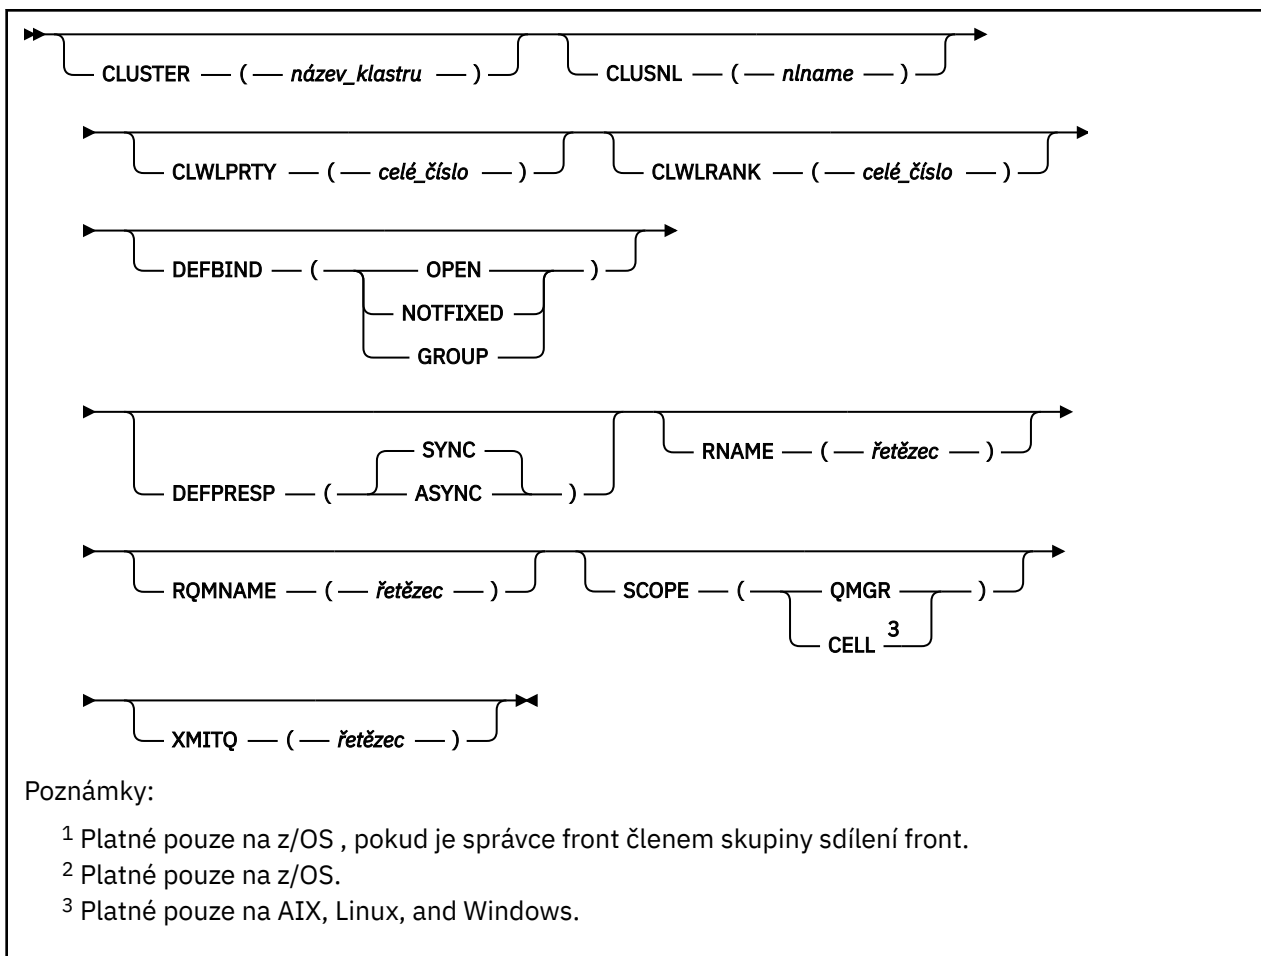 CLUSTER ( název_klastru ) CLUSNL ( nlname )
CLWLPRTY ( celé_číslo ) CLWLRANK ( celé_číslo )
DEFBIND ( OPEN )
NOTFIXED
GROUP
DEFPRESP ( SYNC
ASYNC ) RNAME ( řetězec )
RQMNAME ( řetězec ) SCOPE ( QMGR )
CELL 3
XMITQ ( řetězec )
Poznámky:
1 Platné pouze na z/OS , pokud je správce front členem skupiny sdílení front.
2 Platné pouze na z/OS.
3 Platné pouze na AIX, Linux, and Windows.